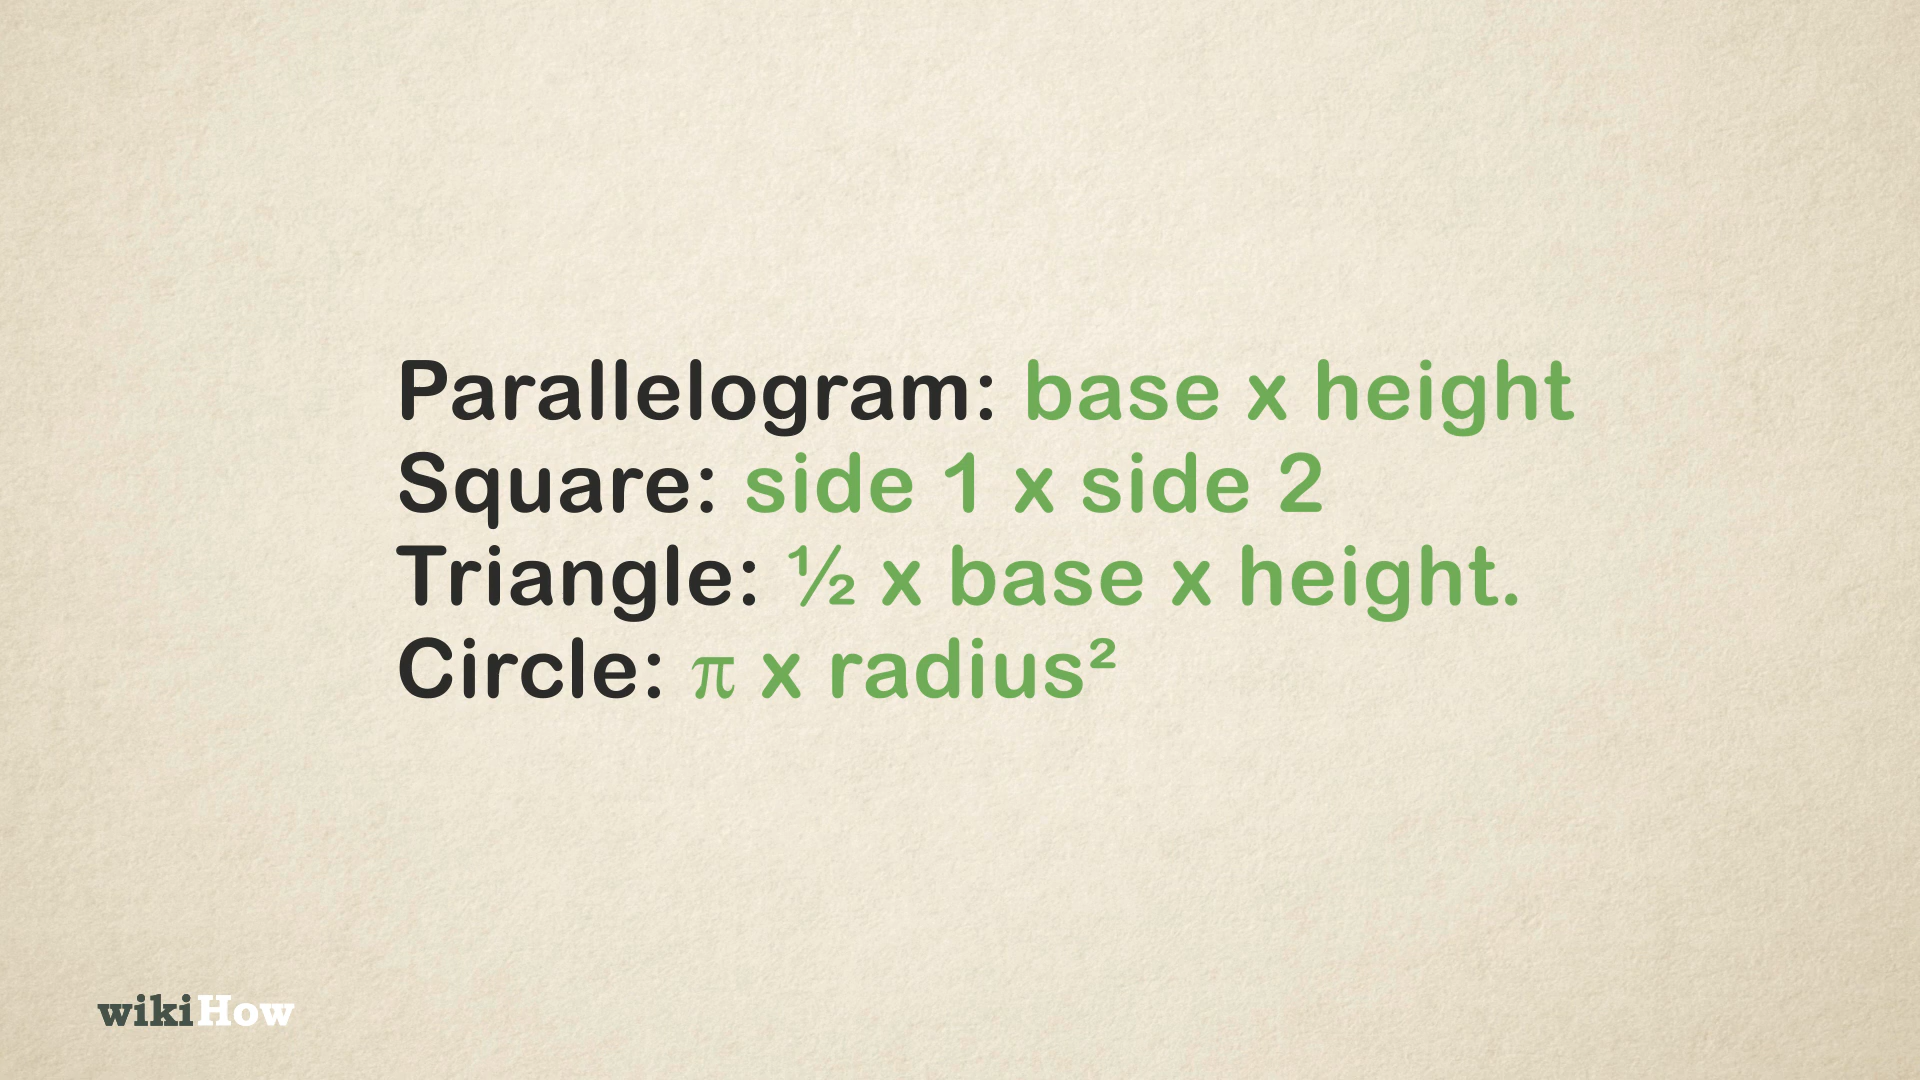 Parallelogram: base x height
Square: side 1 x side 2
Triangle: ½ x base x height.
Circle: π x radius²
wikiHow